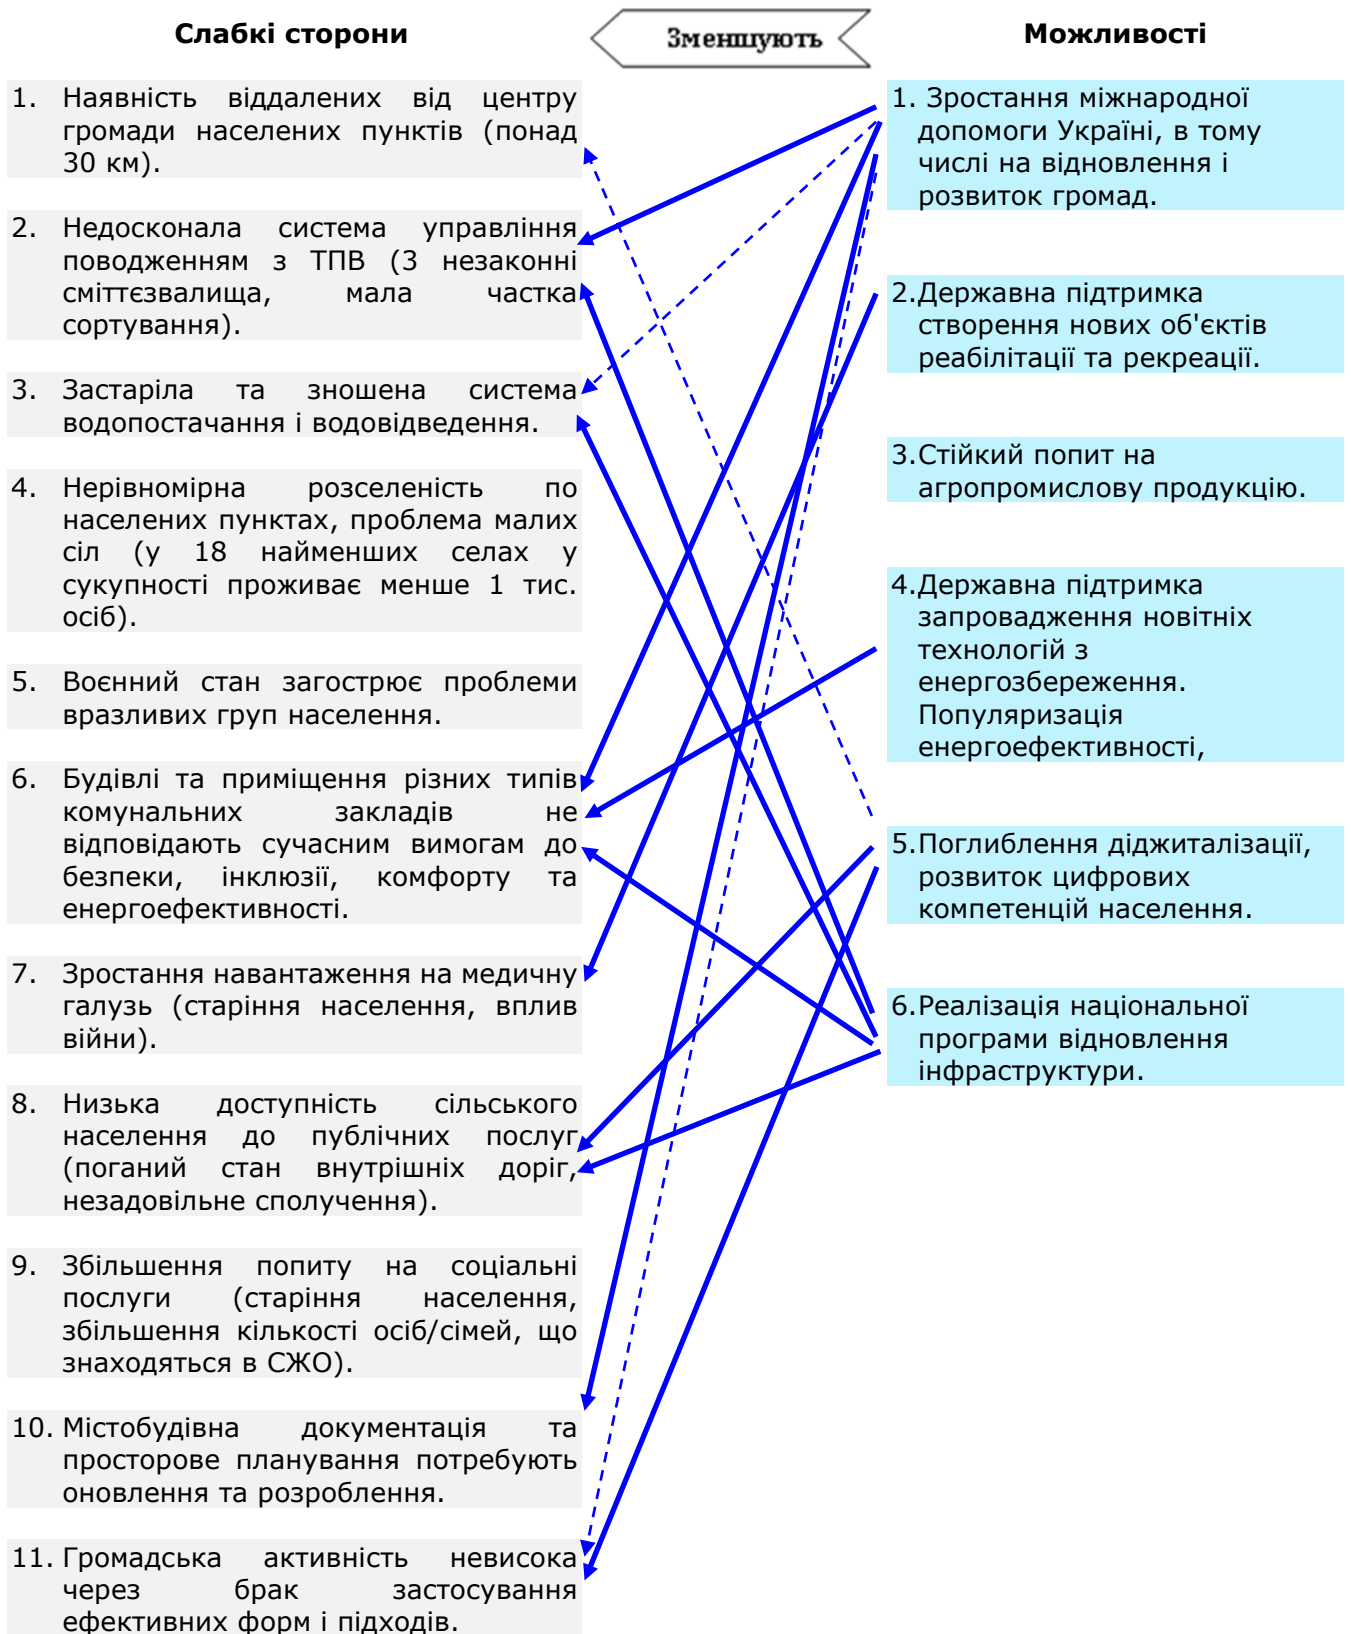 Слабкі сторони
Зменшують
Можливості
1. Наявність віддалених від центру
громади населених пунктів (понад
30 км).
2. Недосконала система управління
поводженням з ТПВ (3 незаконні
сміттєзвалища, мала частка
сортування).
3. Застаріла та зношена система
водопостачання і водовідведення.
4. Нерівномірна розселеність по
населених пунктах, проблема малих
сіл (у 18 найменших селах у
сукупності проживає менше 1 тис.
осіб).
5. Воєнний стан загострює проблеми
вразливих груп населення.
6. Будівлі та приміщення різних типів
комунальних закладів не
відповідають сучасним вимогам до
безпеки, інклюзії, комфорту та
енергоефективності.
7. Зростання навантаження на медичну
галузь (старіння населення, вплив
війни).
8. Низька доступність сільського
населення до публічних послуг
(поганий стан внутрішніх доріг,
незадовільне сполучення).
9. Збільшення попиту на соціальні
послуги (старіння населення,
збільшення кількості осіб/сімей, що
знаходяться в СЖО).
10. Містобудівна документація та
просторове планування потребують
оновлення та розроблення.
11. Громадська активність невисока
через брак застосування
ефективних форм і підходів.
1. Зростання міжнародної
допомоги Україні, в тому
числі на відновлення і
розвиток громад.
2.Державна підтримка
створення нових об'єктів
реабілітації та рекреації.
3.Стійкий попит на
агропромислову продукцію.
4.Державна підтримка
запровадження новітніх
технологій з
енергозбереження.
Популяризація
енергоефективності,
5.Поглиблення діджиталізації,
розвиток цифрових
компетенцій населення.
6.Реалізація національної
програми відновлення
інфраструктури.